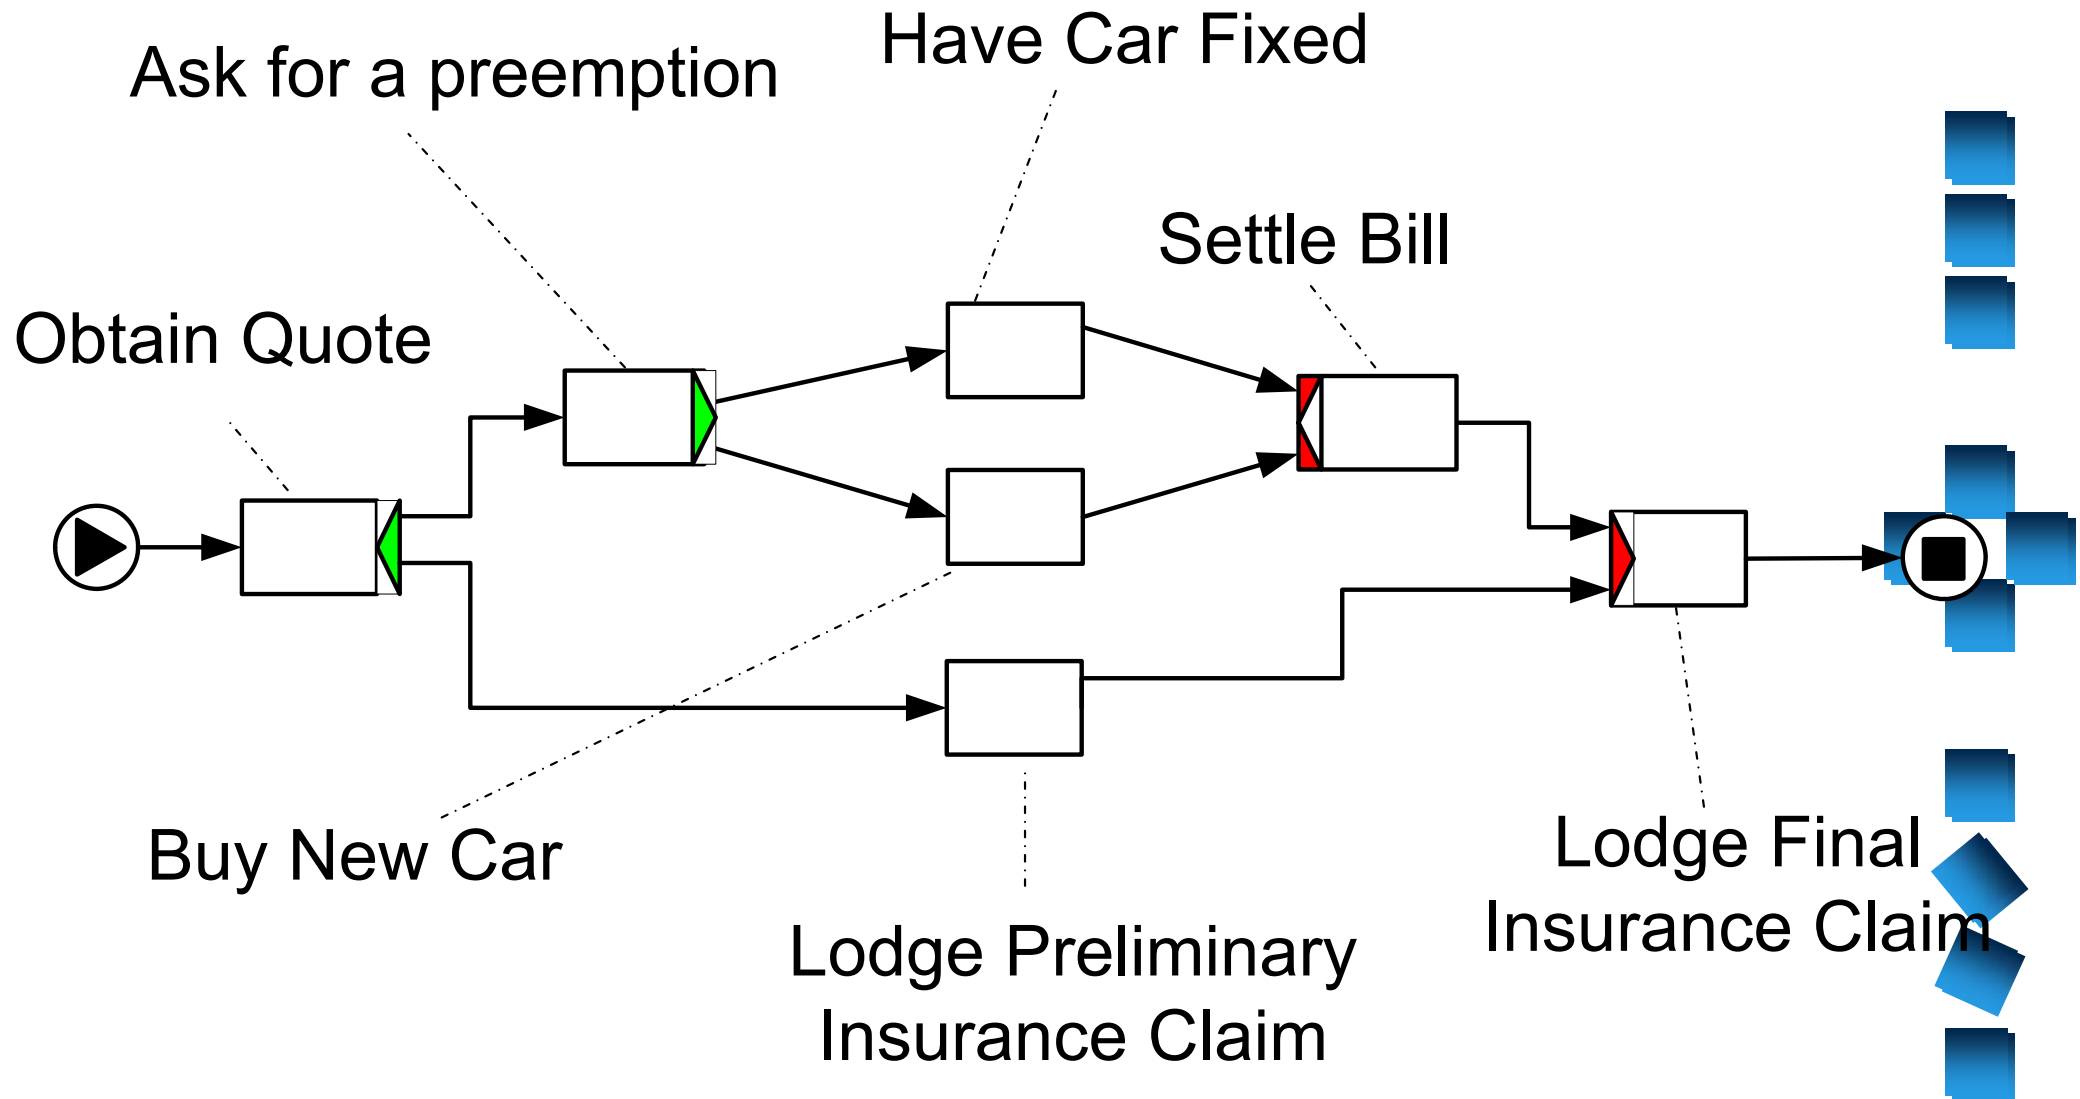 Have Car Fixed
Ask for a preemption
Settle Bill
Obtain Quote
Buy New Car
Lodge Final
Insurance Claim
Lodge Preliminary
Insurance Claim